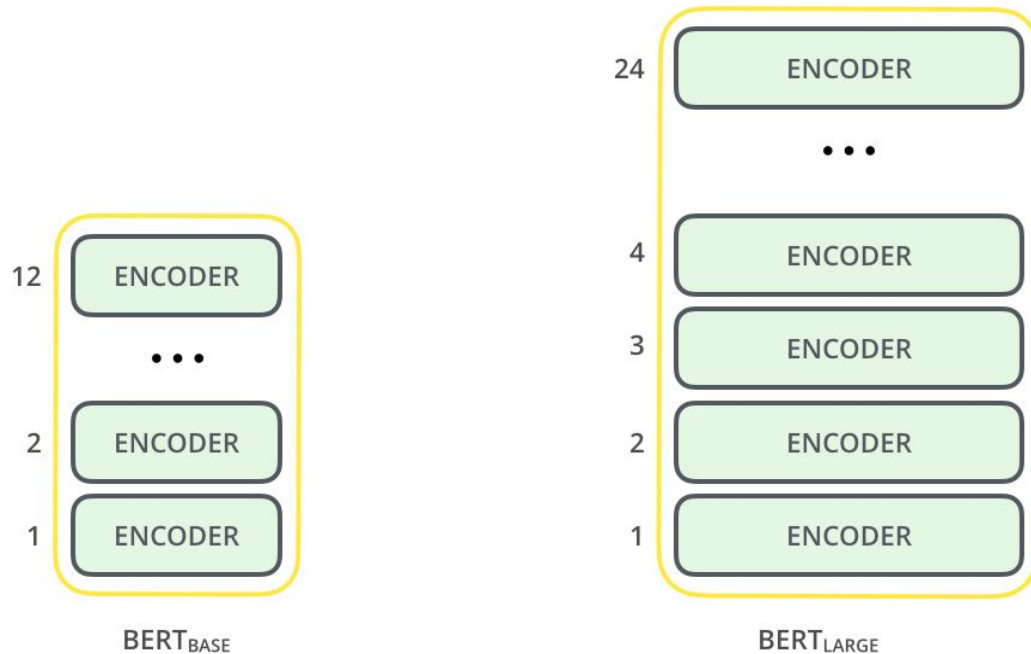 12 ENCODER
...
2 ENCODER
1 ENCODER
BERTBASE
24 ENCODER
...
4 ENCODER
3 ENCODER
2 ENCODER
1 ENCODER
BERTLARGE